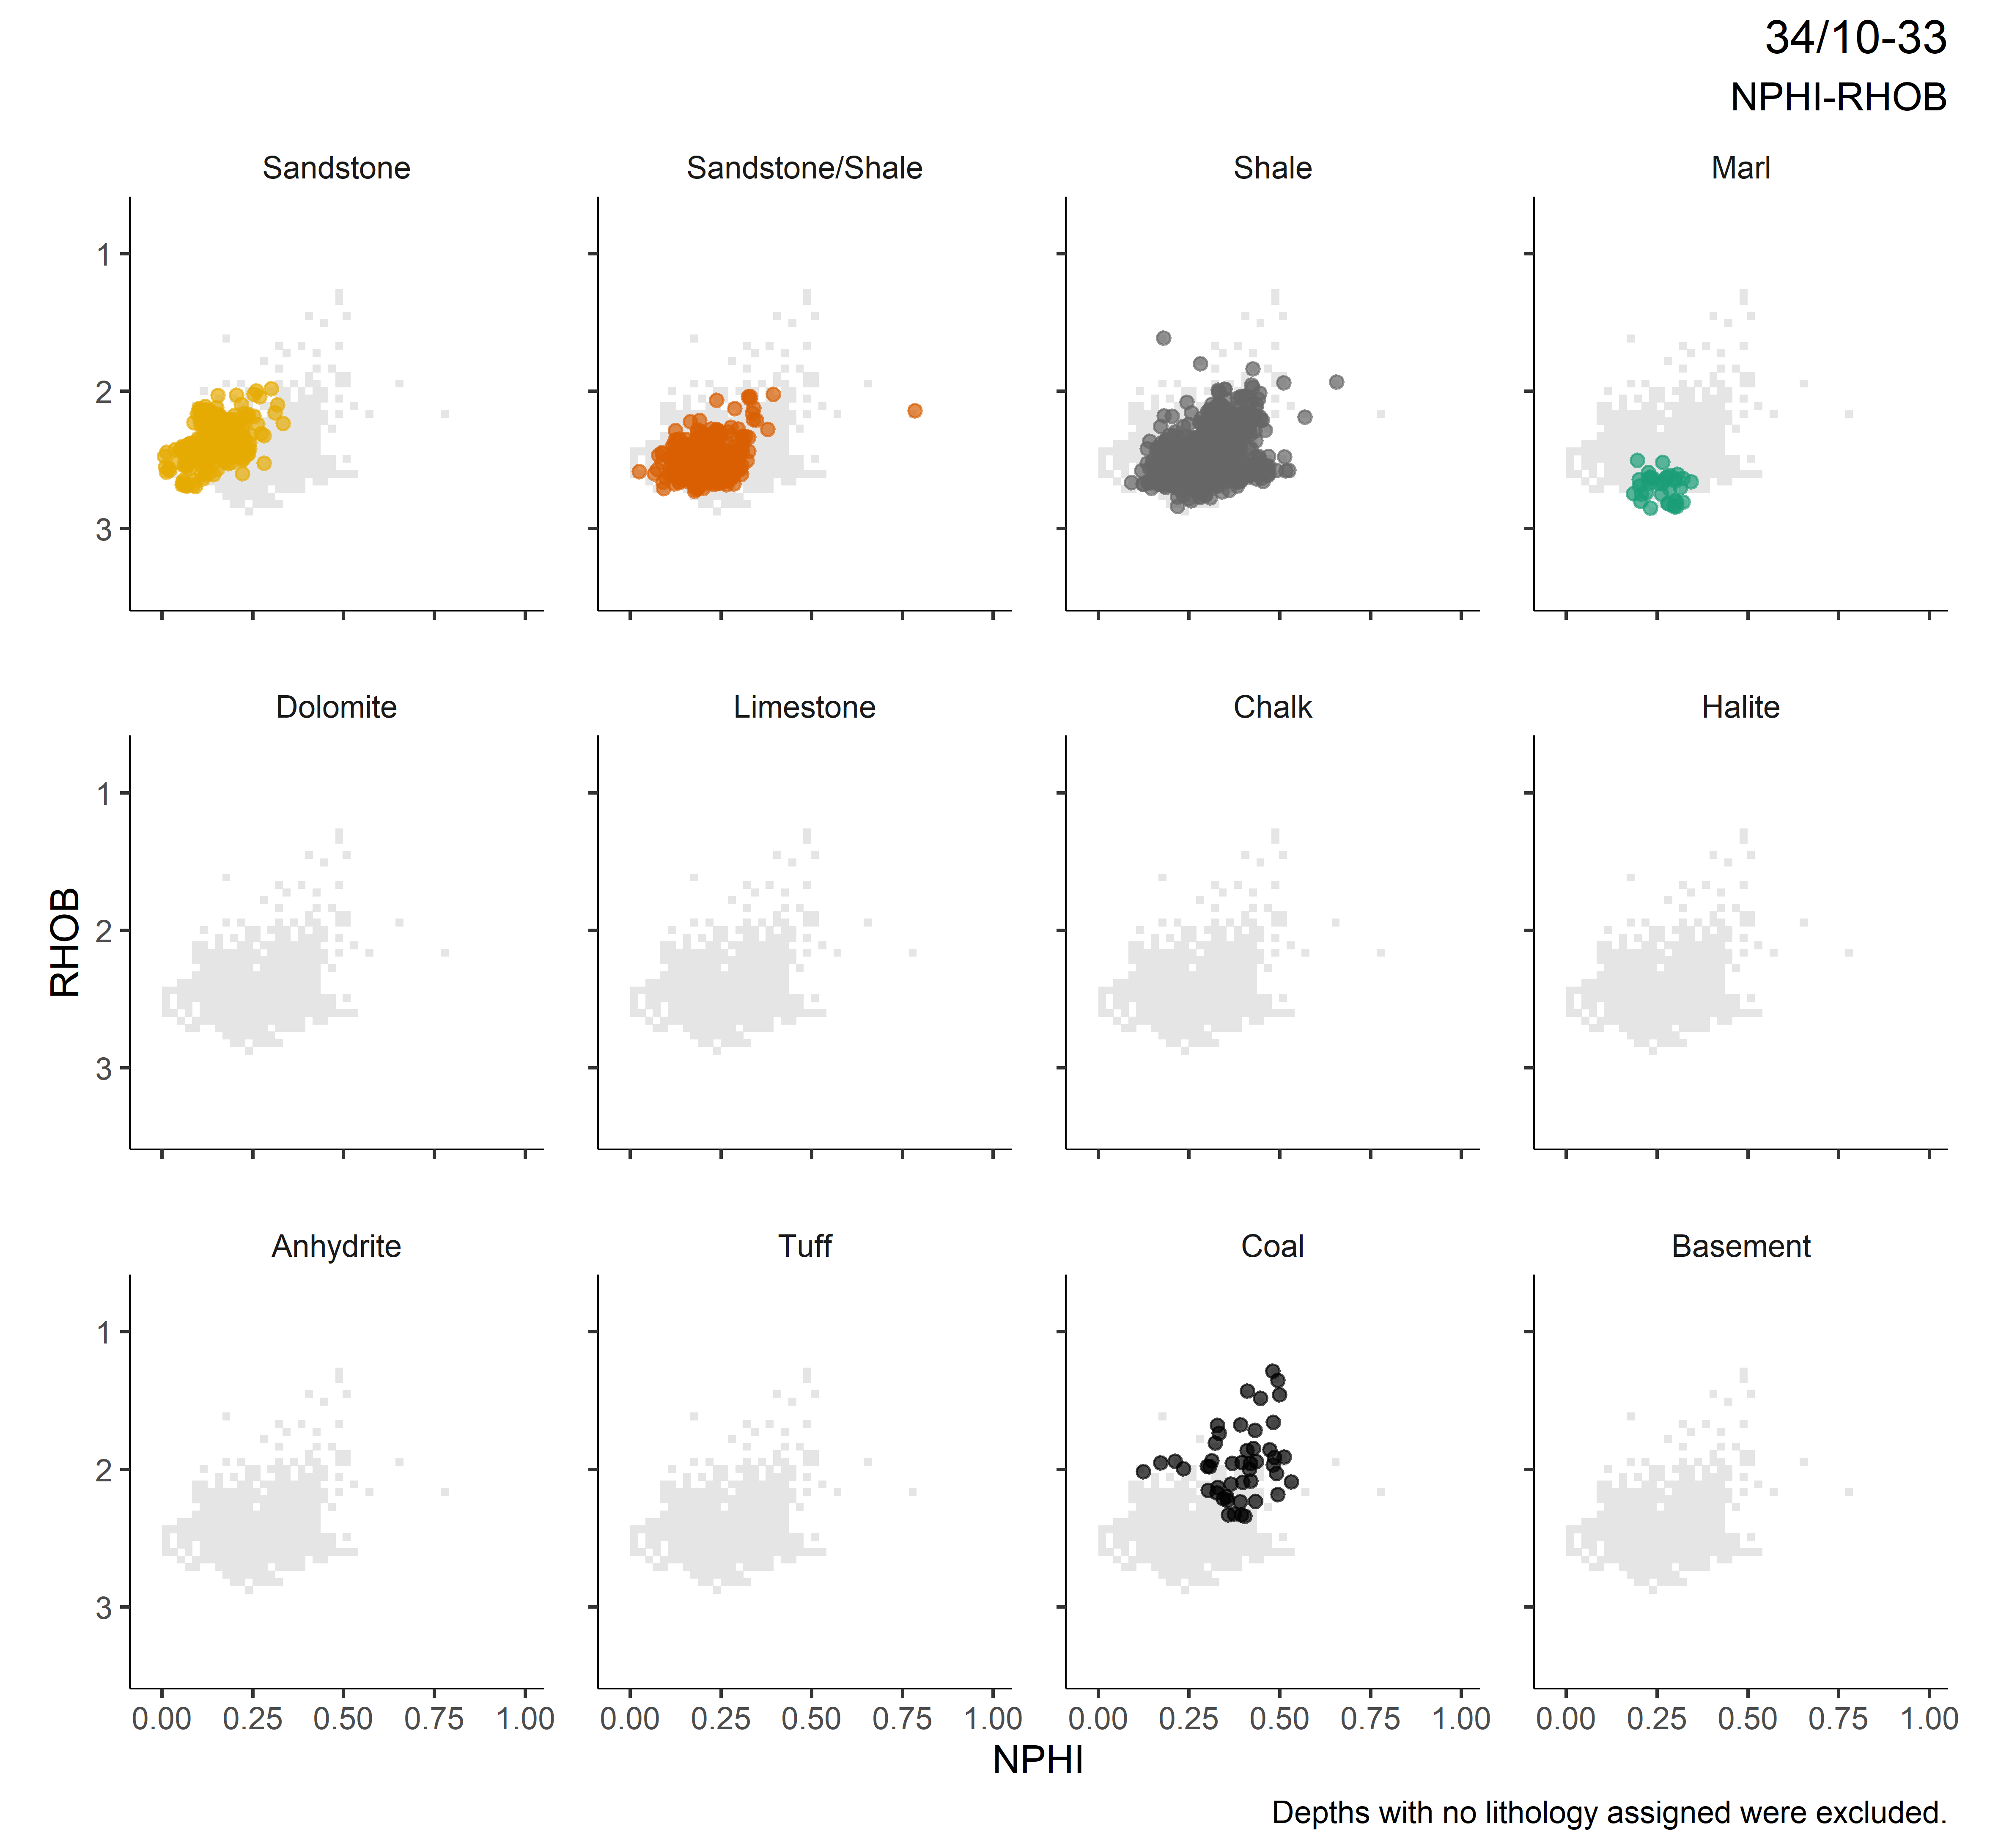 34/10-33
NPHI-RHOB
Sandstone
Sandstone/Shale
Shale
Marl
1
2
3
Dolomite
Limestone
Chalk
Halite
RHOB
1
2
3
Anhydrite
Tuff
Coal
Basement
1
2
3
0.00 0.25 0.50 0.75 1.00
0.00 0.25 0.50 0.75 1.00
0.00 0.25 0.50 0.75 1.00
0.00 0.25 0.50 0.75 1.00
NPHI
Depths with no lithology assigned were excluded.